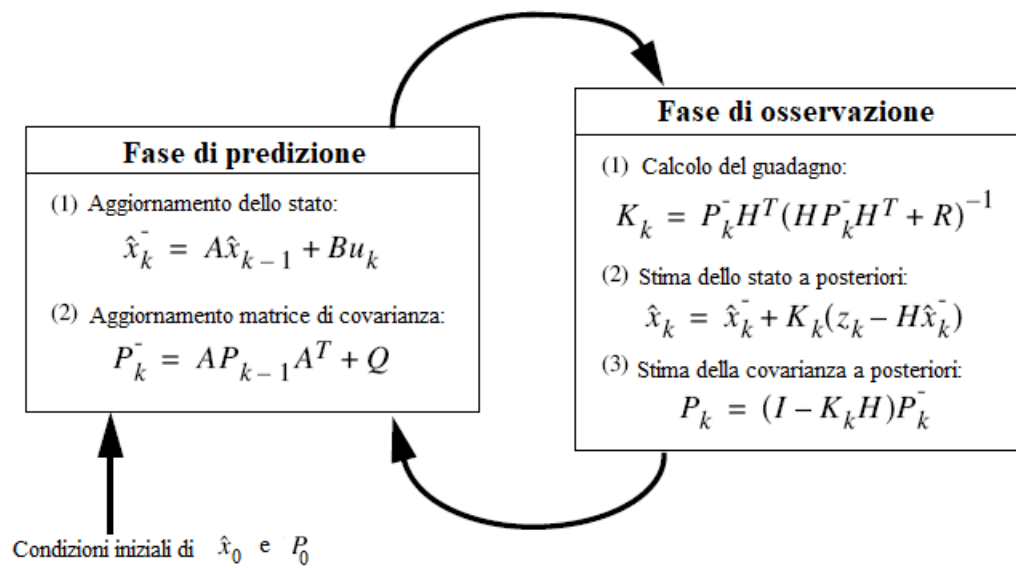 Fase di predizione
(1) Aggiornamento dello stato:
x̂ₖ⁻ = Ax̂ₖ₋₁ + Buₖ
(2) Aggiornamento matrice di covarianza:
Pₖ⁻ = APₖ₋₁Aᵀ + Q
Fase di osservazione
(1) Calcolo del guadagno:
Kₖ = Pₖ⁻Hᵀ(HPₖ⁻Hᵀ + R)⁻¹
(2) Stima dello stato a posteriori:
x̂ₖ = x̂ₖ⁻ + Kₖ(zₖ – Hx̂ₖ⁻)
(3) Stima della covarianza a posteriori:
Pₖ = (I – KₖH)Pₖ⁻
Condizioni iniziali di x̂₀ e P₀